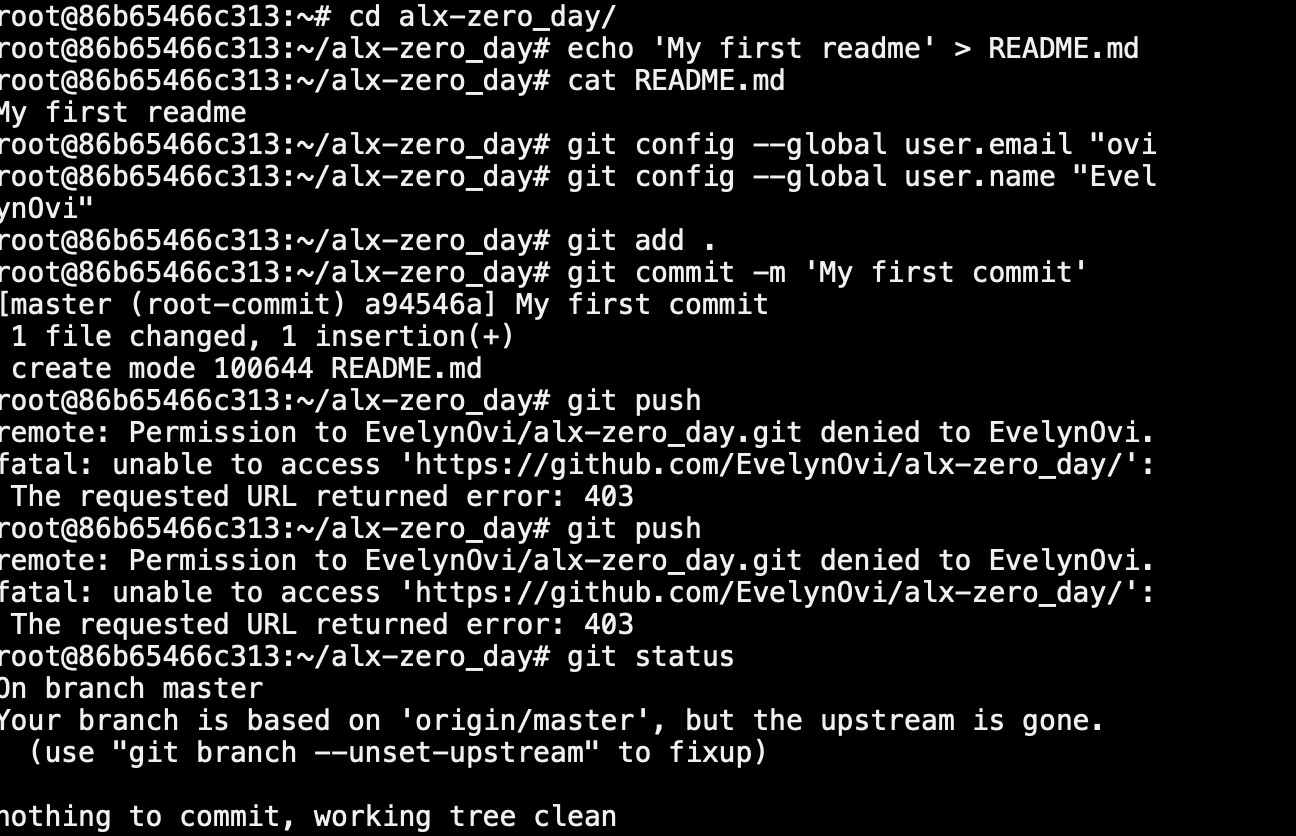 root@86b65466c313:~# cd alx-zero_day/
root@86b65466c313:~/alx-zero_day# echo 'My first readme' > README.md
root@86b65466c313:~/alx-zero_day# cat README.md
My first readme
root@86b65466c313:~/alx-zero_day# git config --global user.email "ovi
root@86b65466c313:~/alx-zero_day# git config --global user.name "Evel
ynOvi"
root@86b65466c313:~/alx-zero_day# git add .
root@86b65466c313:~/alx-zero_day# git commit -m 'My first commit'
[master (root-commit) a94546a] My first commit
 1 file changed, 1 insertion(+)
 create mode 100644 README.md
root@86b65466c313:~/alx-zero_day# git push
remote: Permission to EvelynOvi/alx-zero_day.git denied to EvelynOvi.
fatal: unable to access 'https://github.com/EvelynOvi/alx-zero_day/':
 The requested URL returned error: 403
root@86b65466c313:~/alx-zero_day# git push
remote: Permission to EvelynOvi/alx-zero_day.git denied to EvelynOvi.
fatal: unable to access 'https://github.com/EvelynOvi/alx-zero_day/':
 The requested URL returned error: 403
root@86b65466c313:~/alx-zero_day# git status
On branch master
Your branch is based on 'origin/master', but the upstream is gone.
  (use "git branch --unset-upstream" to fixup)

nothing to commit, working tree clean